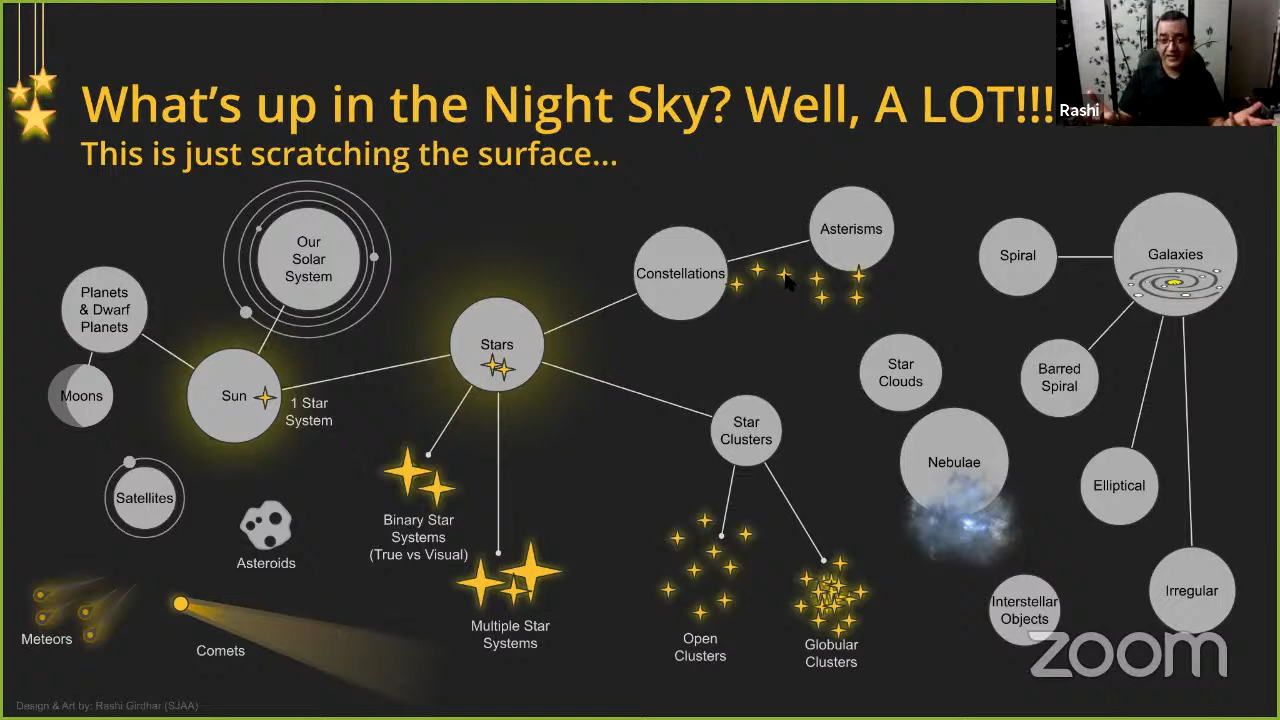 What's up in the Night Sky? Well, A LOT!!!
This is just scratching the surface...
Rashi
Our
Solar
System
Planets
& Dwarf
Planets
Moons
Sun
1 Star
System
Satellites
Asteroids
Meteors
Comets
Stars
Binary Star
Systems
(True vs Visual)
Multiple Star
Systems
Constellations
Asterisms
Star
Clusters
Open
Clusters
Globular
Clusters
Star
Clouds
Nebulae
Interstellar
Objects
Galaxies
Spiral
Barred
Spiral
Elliptical
Irregular
zoom
Design & Art by: Rashi Girdhar (SJAA)